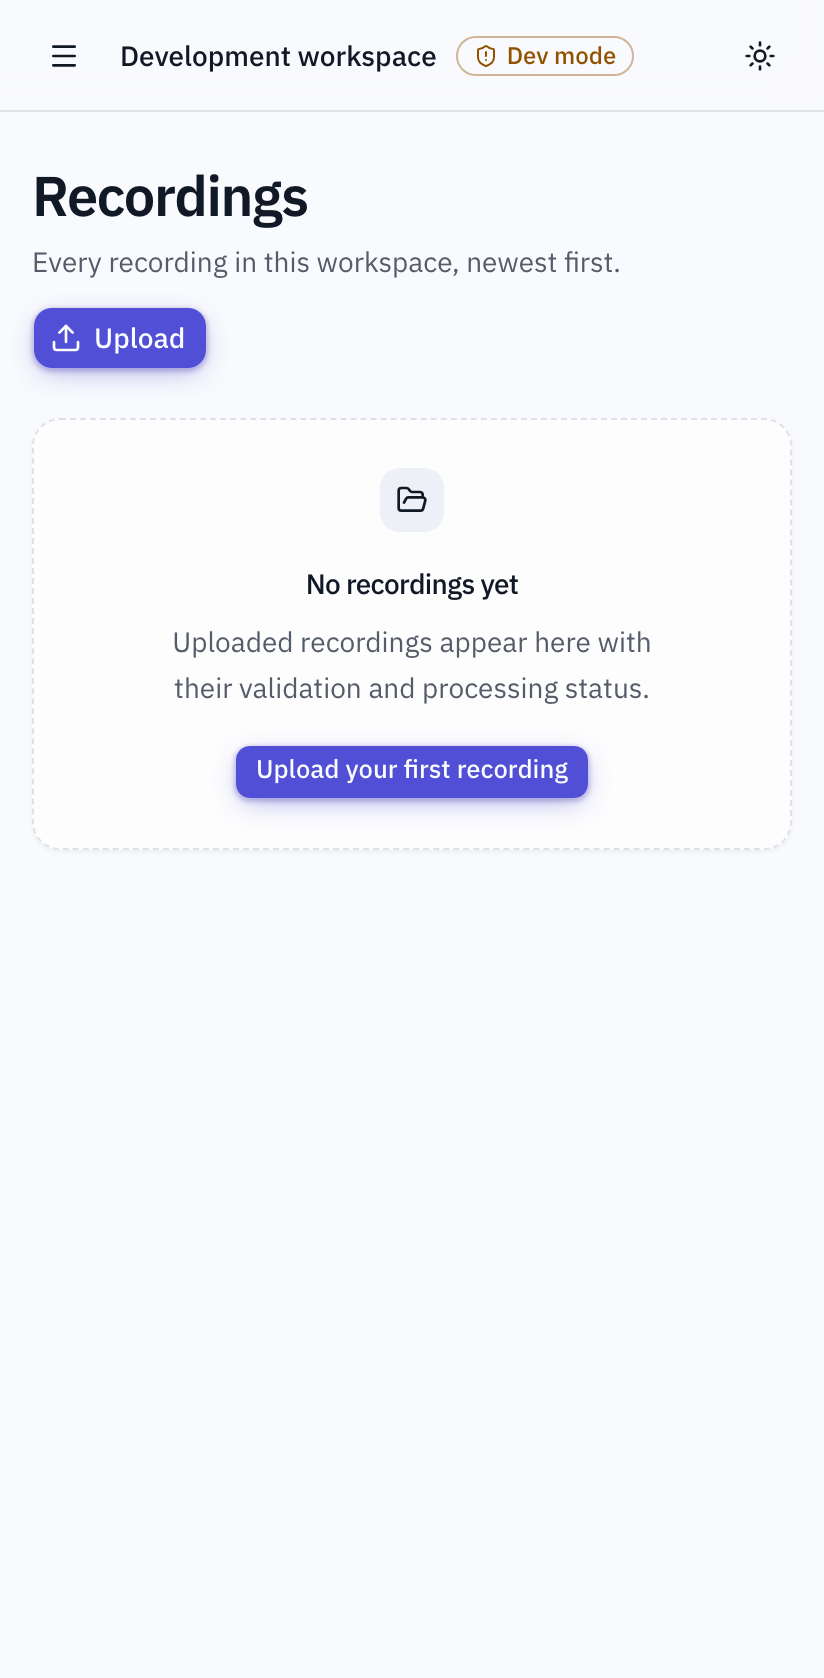 Development workspace
Dev mode
Recordings
Every recording in this workspace, newest first.
Upload
No recordings yet
Uploaded recordings appear here with
their validation and processing status.
Upload your first recording